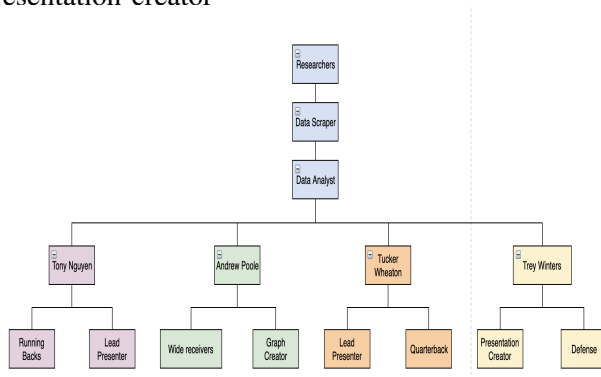 presentation creator
Researchers
Data Scraper
Data Analyst
Tony Nguyen
Andrew Poole
Tucker
Wheaton
Trey Winters
Running
Backs
Lead
Presenter
Wide receivers
Graph
Creator
Lead
Presenter
Quarterback
Presentation
Creator
Defense